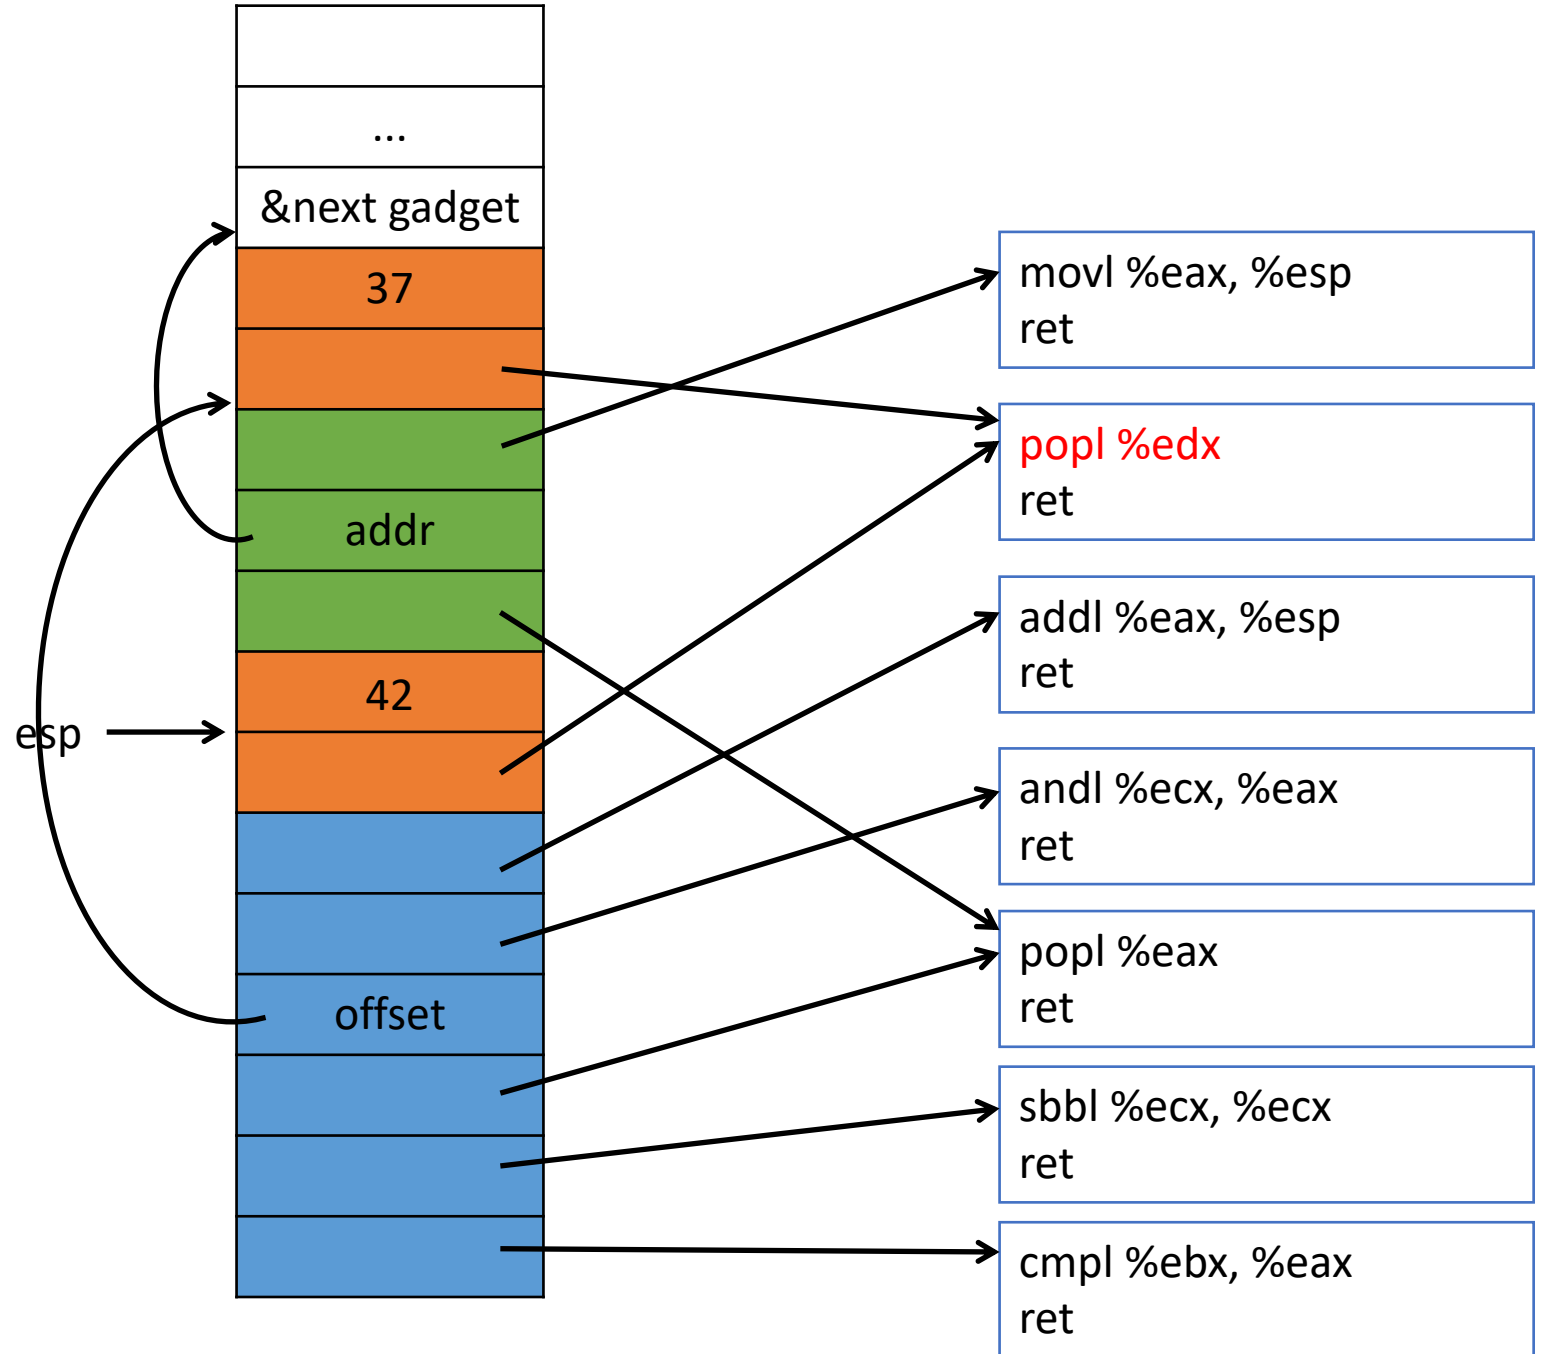 ...
&next gadget
37
addr
42
esp
offset
movl %eax, %esp
ret
popl %edx
ret
addl %eax, %esp
ret
andl %ecx, %eax
ret
popl %eax
ret
sbbl %ecx, %ecx
ret
cmpl %ebx, %eax
ret